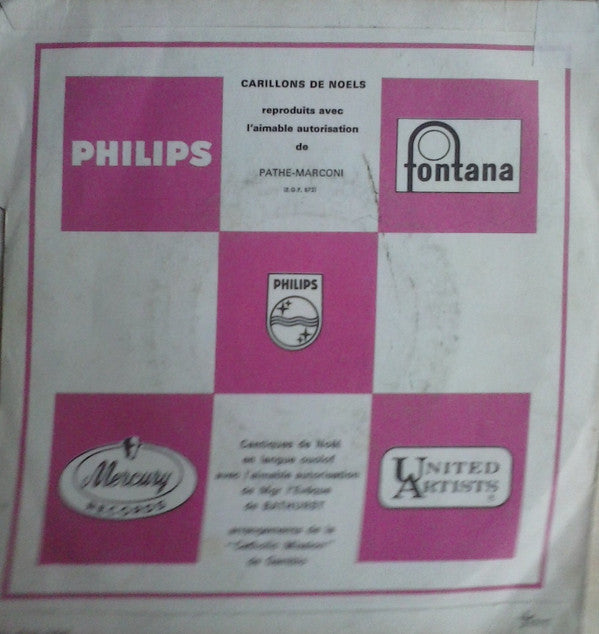 CARILLONS DE NOELS
reproduits avec
l'aimable autorisation
de
PATHE-MARCONI
PHILIPS
fontana
PHILIPS
Mercury
RECORDS
UNITED
ARTISTS
Cantiques de Noël
en langue ouolof
avec l'aimable autorisation
de Mgr l'Evêque
de BATHURST
arrangements de la
"Catholic Mission"
de Gambie